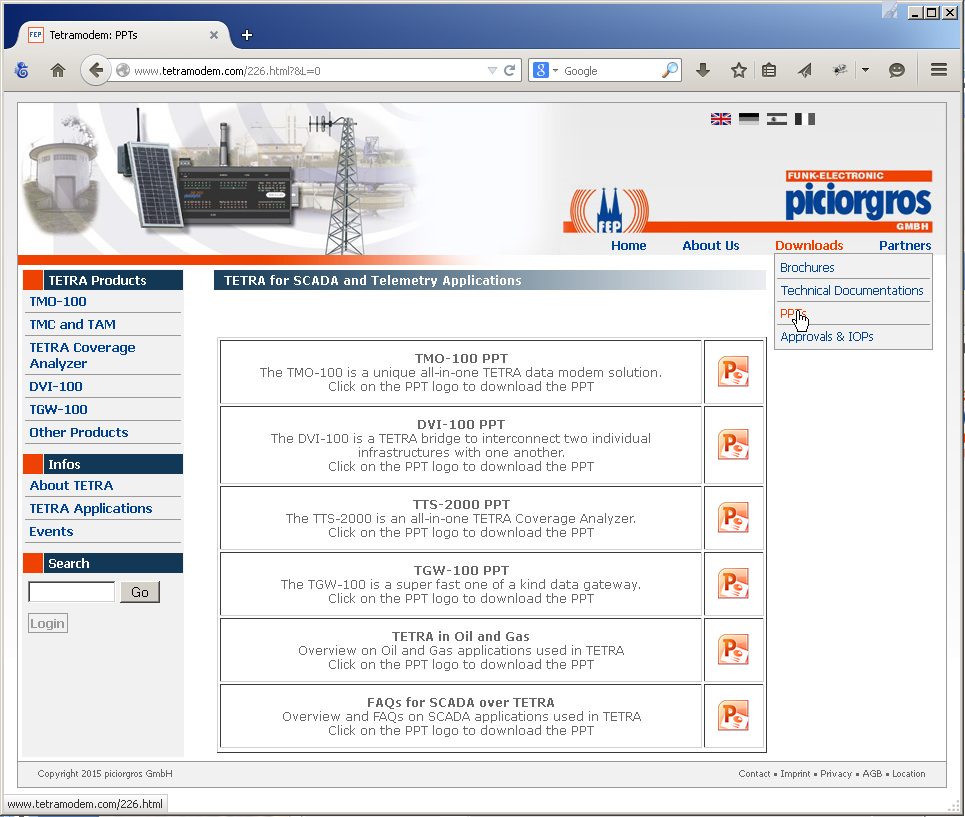 FEP Tetramodem: PPTs
www.tetramodem.com/226.html?&L=0
Google
FUNK-ELECTRONIC
piciorgros
GMBH
FEP
Home About Us Downloads Partners
Brochures
Technical Documentations
PPTs
Approvals & IOPs
TETRA Products
TMO-100
TMC and TAM
TETRA Coverage
Analyzer
DVI-100
TGW-100
Other Products
Infos
About TETRA
TETRA Applications
Events
Search
Go
Login
TETRA for SCADA and Telemetry Applications
TMO-100 PPT
The TMO-100 is a unique all-in-one TETRA data modem solution.
Click on the PPT logo to download the PPT
DVI-100 PPT
The DVI-100 is a TETRA bridge to interconnect two individual
infrastructures with one another.
Click on the PPT logo to download the PPT
TTS-2000 PPT
The TTS-2000 is an all-in-one TETRA Coverage Analyzer.
Click on the PPT logo to download the PPT
TGW-100 PPT
The TGW-100 is a super fast one of a kind data gateway.
Click on the PPT logo to download the PPT
TETRA in Oil and Gas
Overview on Oil and Gas applications used in TETRA
Click on the PPT logo to download the PPT
FAQs for SCADA over TETRA
Overview and FAQs on SCADA applications used in TETRA
Click on the PPT logo to download the PPT
Copyright 2015 piciorgros GmbH
Contact ▪ Imprint ▪ Privacy ▪ AGB ▪ Location
www.tetramodem.com/226.html